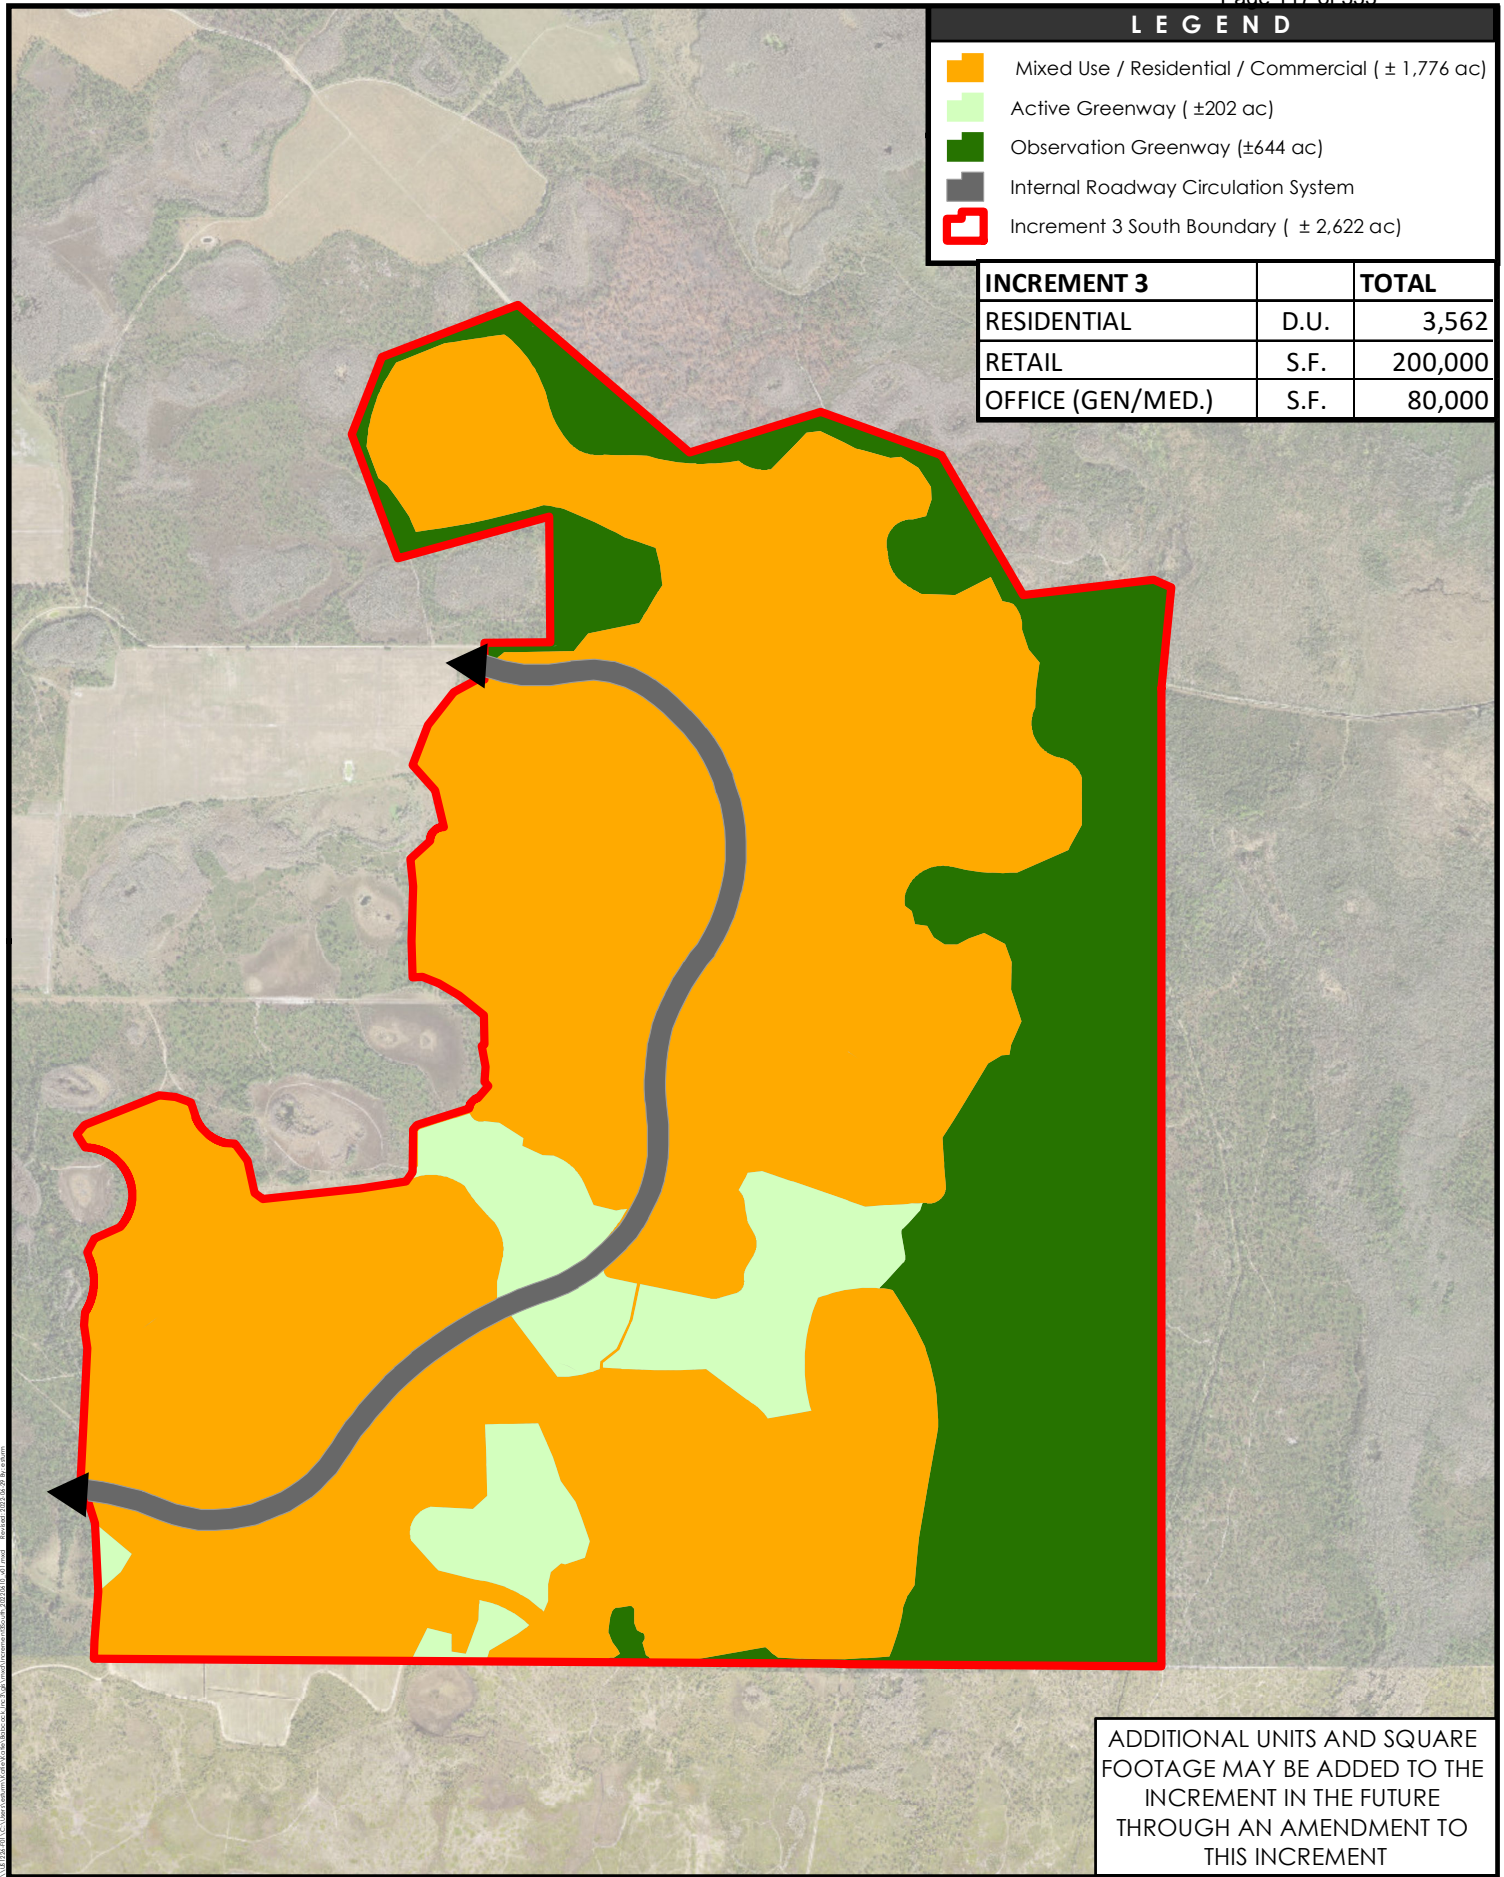 LEGEND
Mixed Use / Residential / Commercial ( ± 1,776 ac)
Active Greenway ( ±202 ac)
Observation Greenway (±644 ac)
Internal Roadway Circulation System
Increment 3 South Boundary ( ± 2,622 ac)
INCREMENT 3 TOTAL
RESIDENTIAL D.U. 3,562
RETAIL S.F. 200,000
OFFICE (GEN/MED.) S.F. 80,000
ADDITIONAL UNITS AND SQUARE
FOOTAGE MAY BE ADDED TO THE
INCREMENT IN THE FUTURE
THROUGH AN AMENDMENT TO
THIS INCREMENT